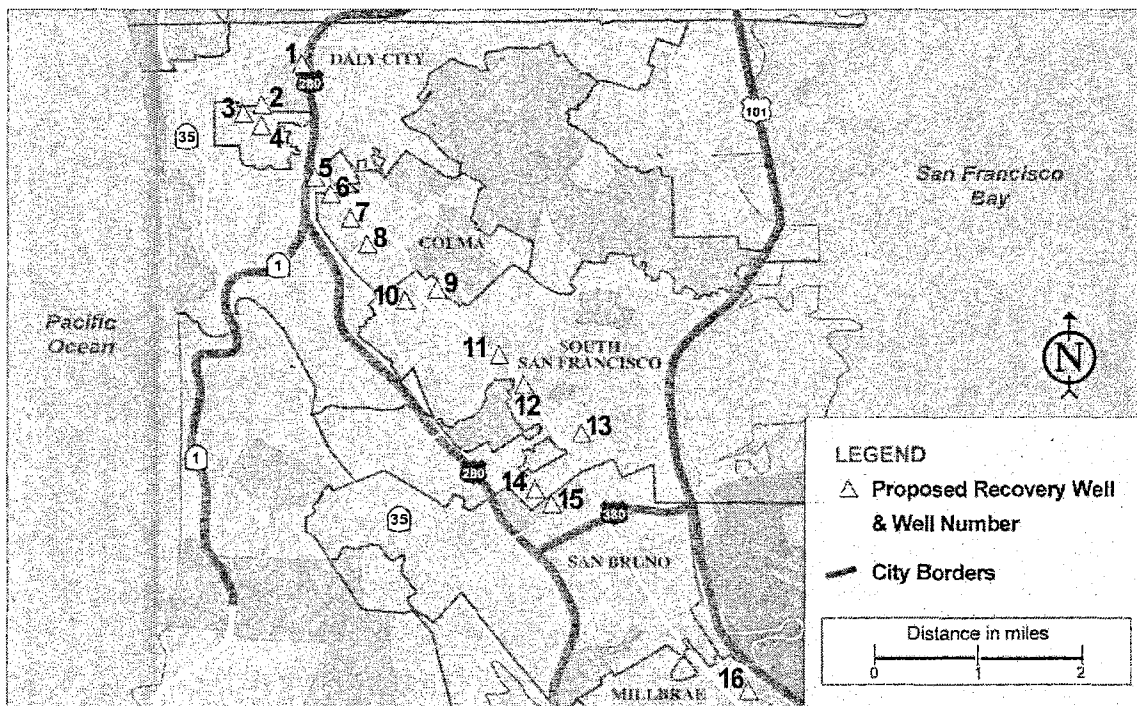 1
DALY CITY
280
2
3
4
35
101
San Francisco
Bay
5
6
7
8
COLMA
1
9
10
Pacific
Ocean
11
SOUTH
SAN FRANCISCO
N
12
13
1
280
14
15
35
380
SAN BRUNO
16
MILLBRAE
LEGEND
Proposed Recovery Well
& Well Number
City Borders
Distance in miles
0 1 2